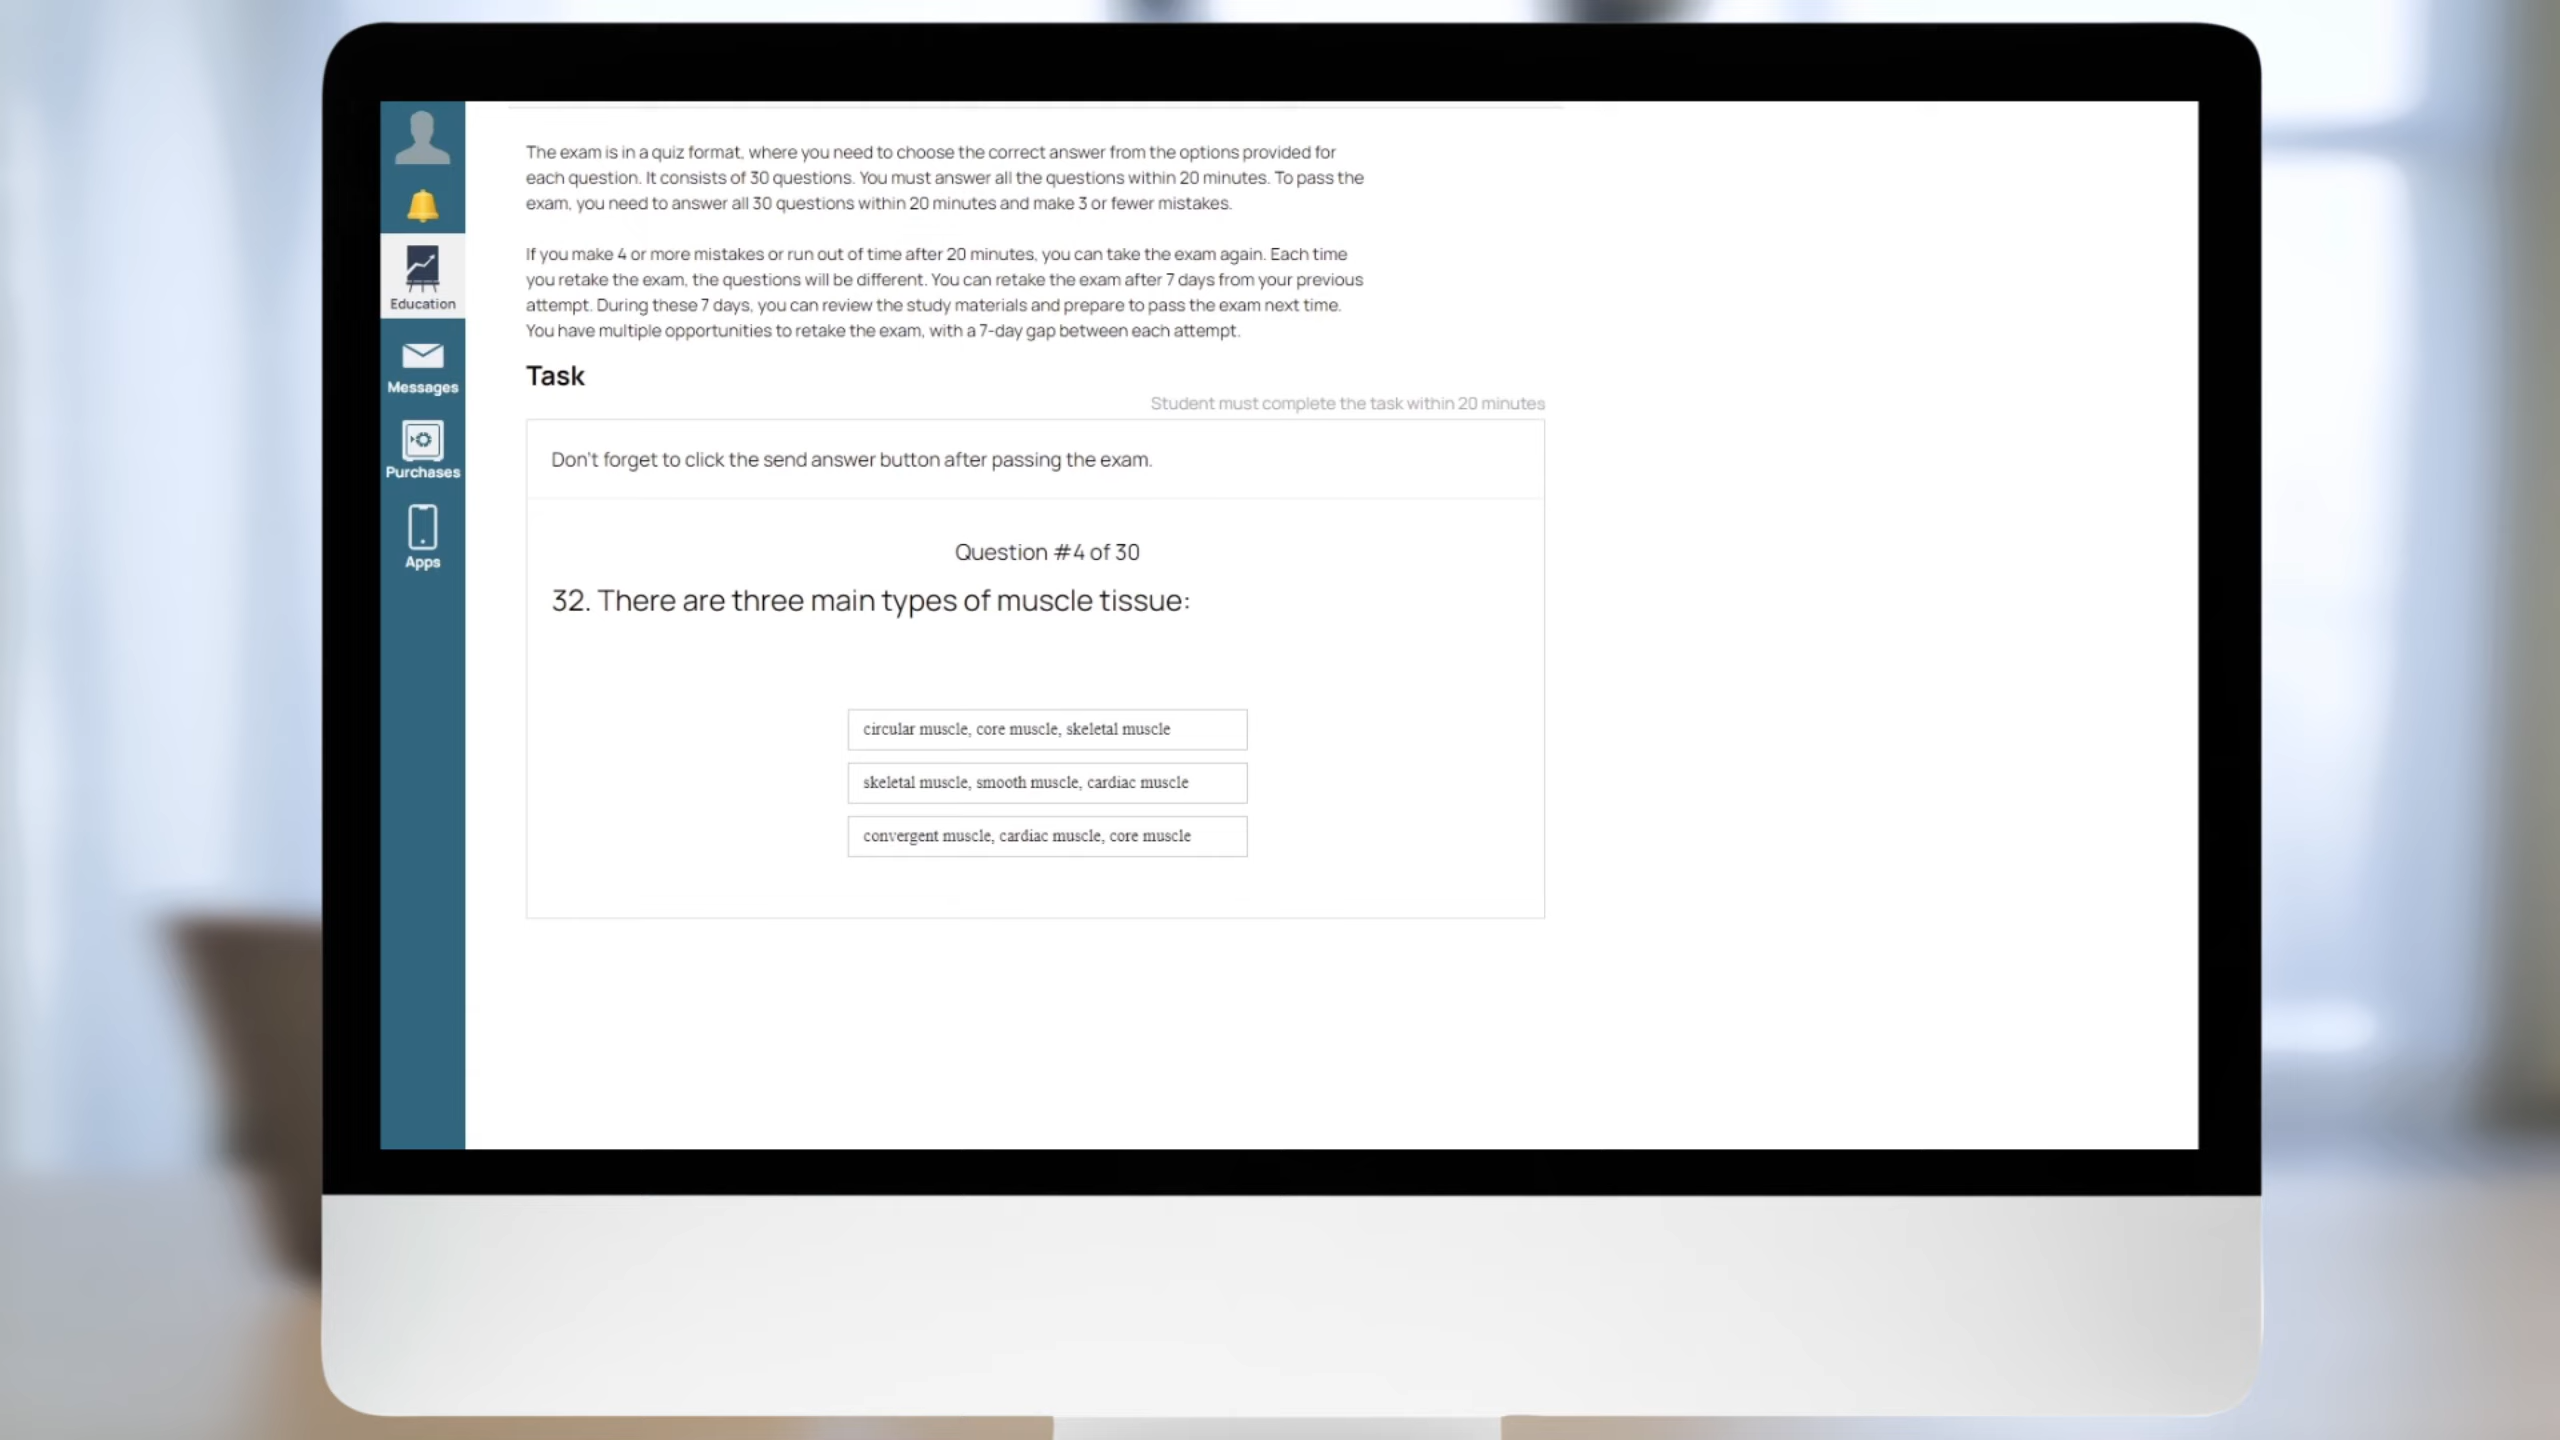 The exam is in a quiz format, where you need to choose the correct answer from the options provided for
each question. It consists of 30 questions. You must answer all the questions within 20 minutes. To pass the
exam, you need to answer all 30 questions within 20 minutes and make 3 or fewer mistakes.
If you make 4 or more mistakes or run out of time after 20 minutes, you can take the exam again. Each time
you retake the exam, the questions will be different. You can retake the exam after 7 days from your previous
attempt. During these 7 days, you can review the study materials and prepare to pass the exam next time.
You have multiple opportunities to retake the exam, with a 7-day gap between each attempt.
Education
Messages
Purchases
Apps
Task
Student must complete the task within 20 minutes
Don't forget to click the send answer button after passing the exam.
Question #4 of 30
32. There are three main types of muscle tissue:
circular muscle, core muscle, skeletal muscle
skeletal muscle, smooth muscle, cardiac muscle
convergent muscle, cardiac muscle, core muscle